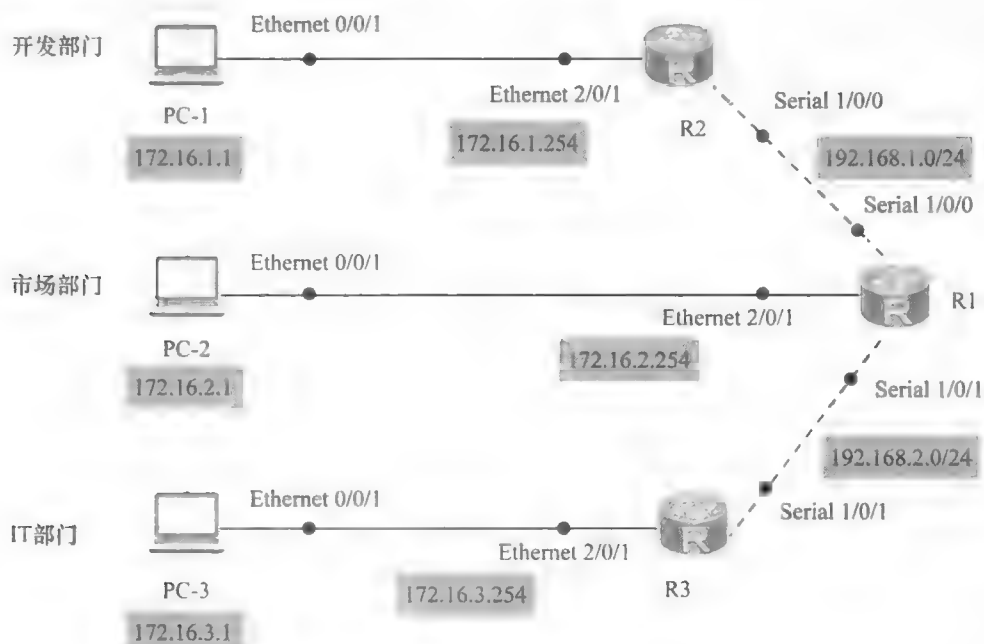 开发部门
Ethernet 0/0/1
Ethernet 2/0/1
PC-1
172.16.1.1
172.16.1.254
R
R2
Serial 1/0/0
192.168.1.0/24
Serial 1/0/0
市场部门
Ethernet 0/0/1
Ethernet 2/0/1
PC-2
172.16.2.1
172.16.2.254
R
R1
Serial 1/0/1
192.168.2.0/24
Serial 1/0/1
IT部门
Ethernet 0/0/1
Ethernet 2/0/1
PC-3
172.16.3.1
172.16.3.254
R
R3